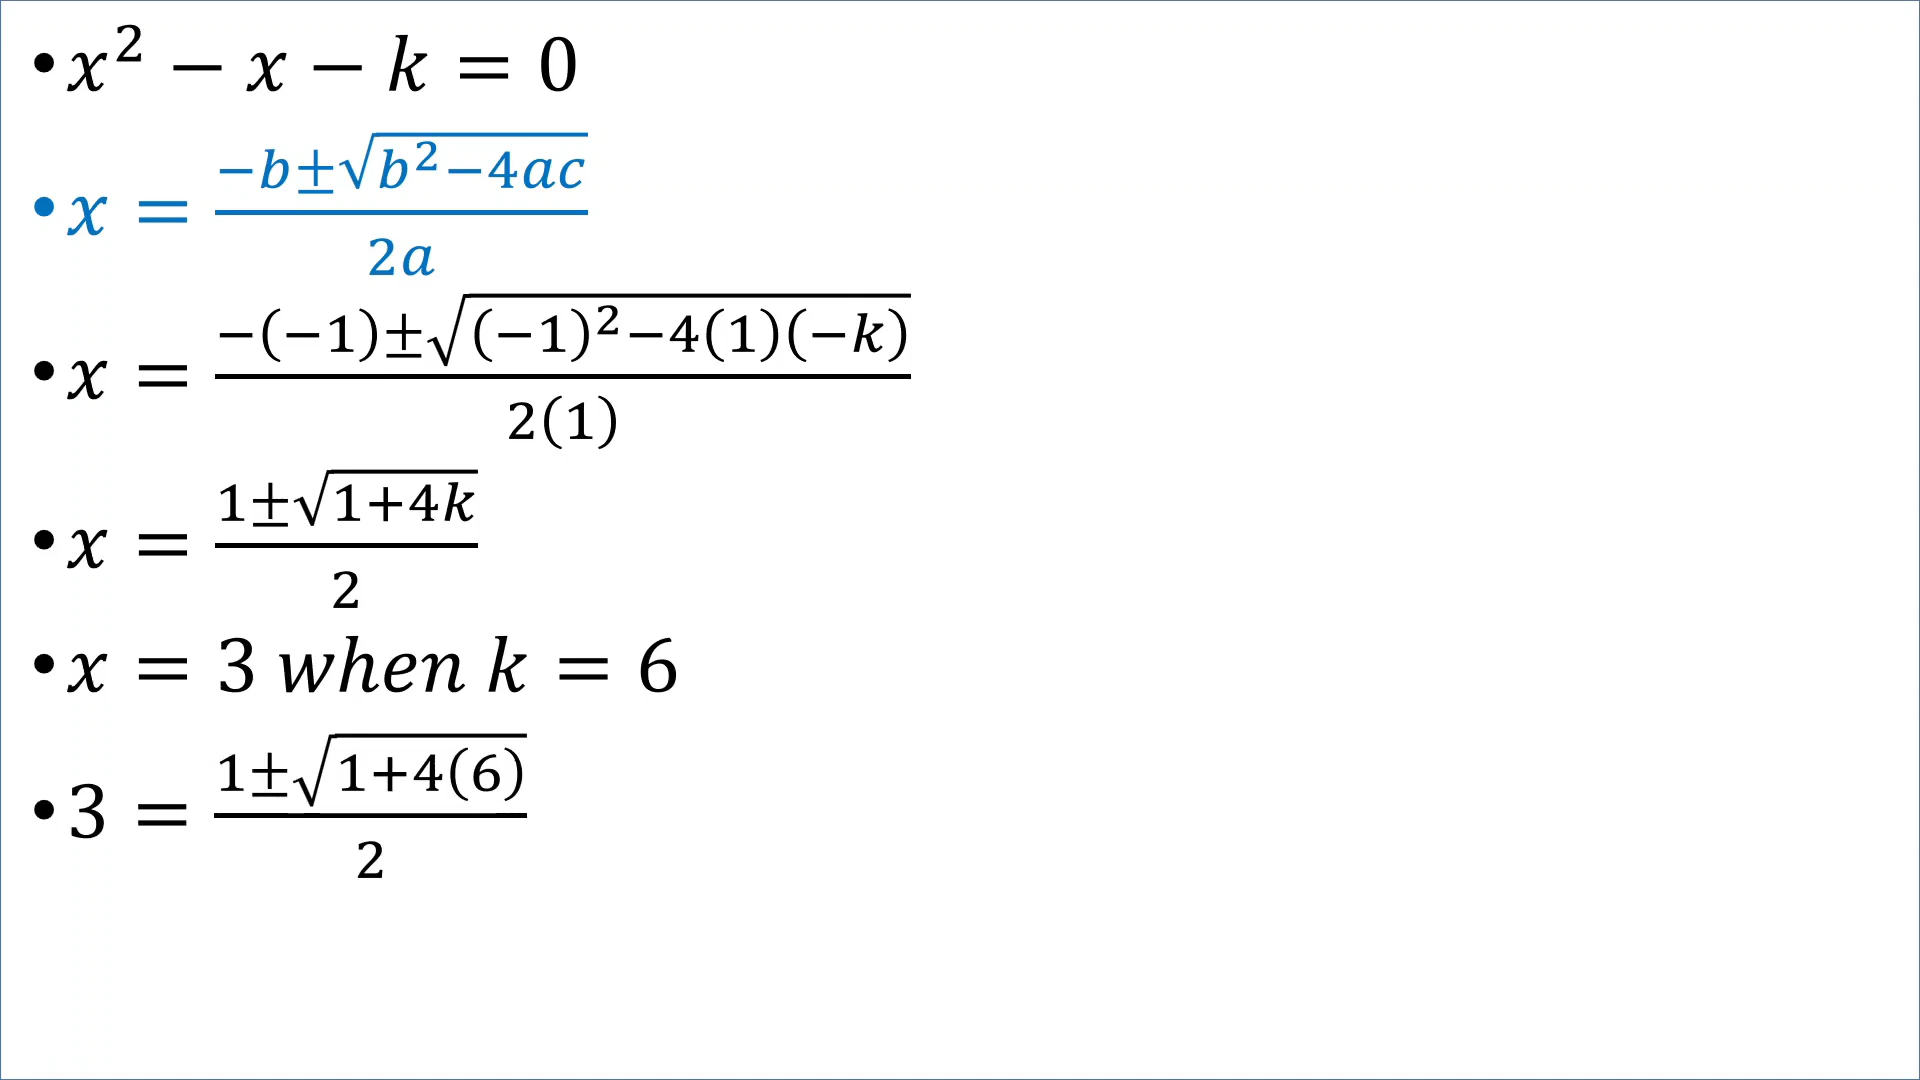 • x² − x − k = 0
• x = (−b±√(b²−4ac))/(2a)
• x = (−(−1)±√((−1)²−4(1)(−k)))/(2(1))
• x = (1±√(1+4k))/2
• x = 3 when k = 6
• 3 = (1±√(1+4(6)))/2